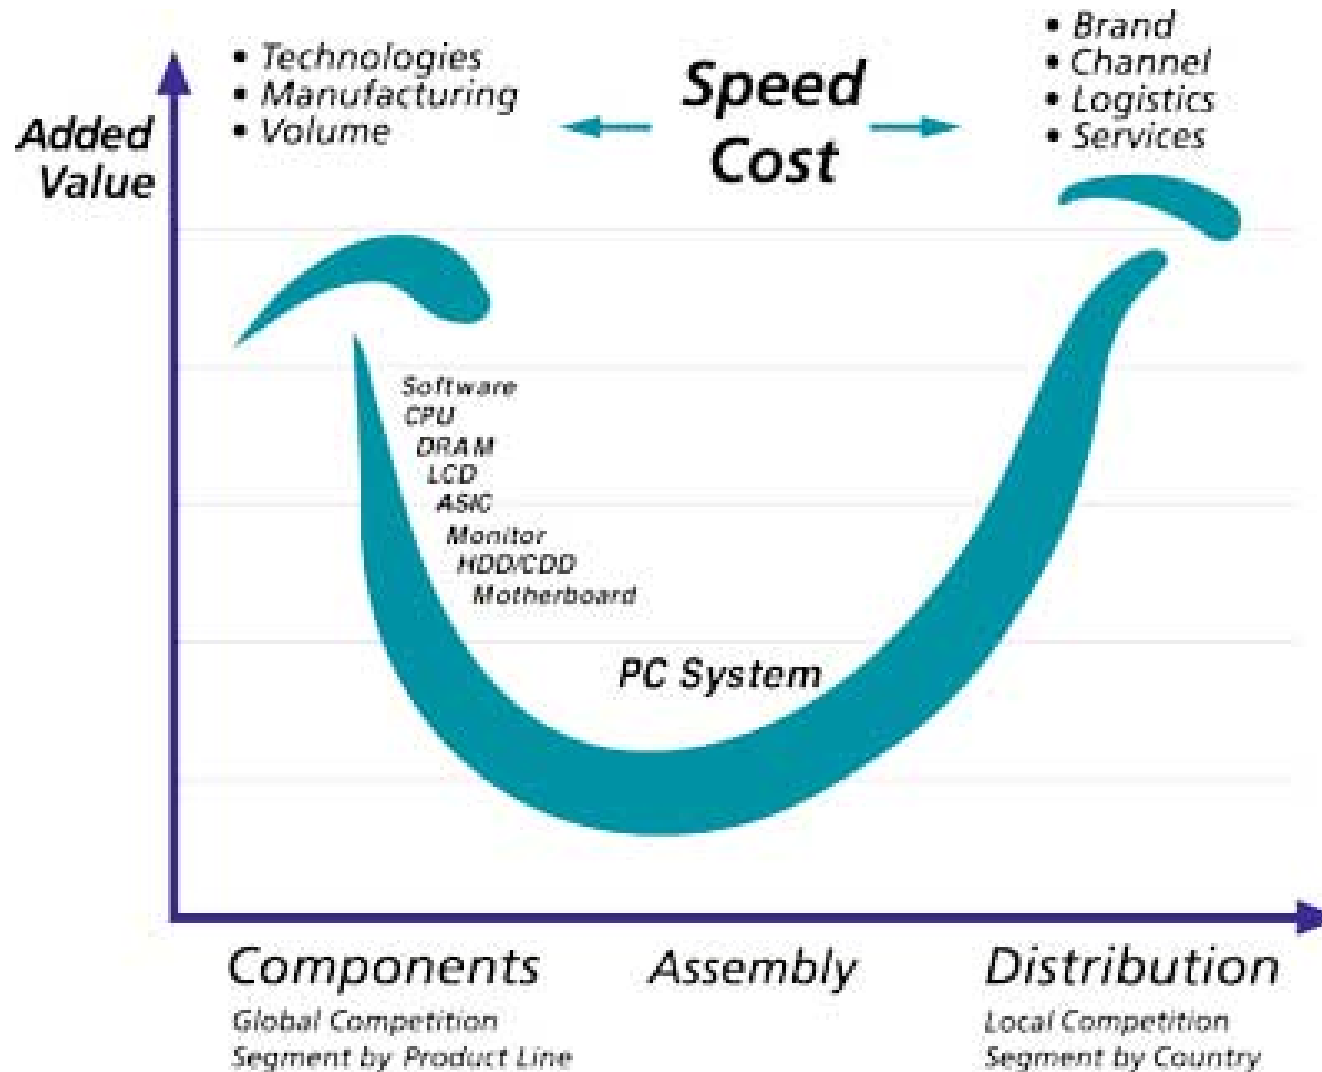 • Technologies
• Manufacturing
• Volume
Speed
Cost
• Brand
• Channel
• Logistics
• Services
Added
Value
Software
CPU
DRAM
LCD
ASIC
Monitor
HDD/CDD
Motherboard
PC System
Components
Global Competition
Segment by Product Line
Assembly
Distribution
Local Competition
Segment by Country